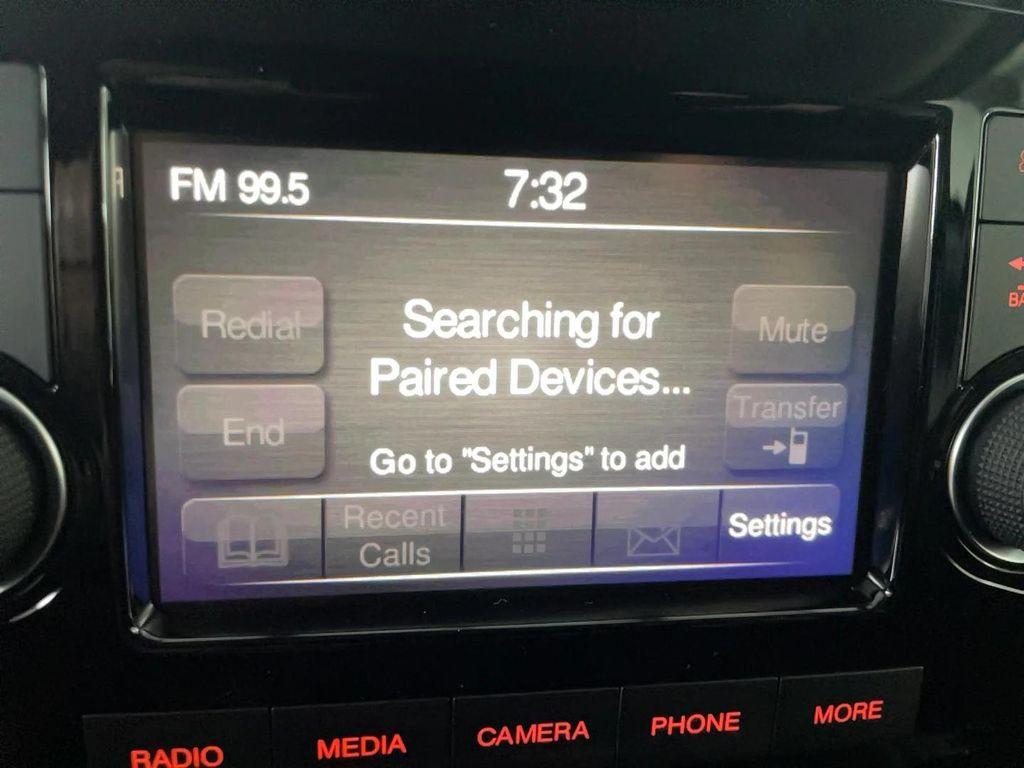 FM 99.5
7:32
Redial
Searching for
Paired Devices...
Mute
End
Transfer
Go to "Settings" to add
Recent
Calls
Settings
RADIO
MEDIA
CAMERA
PHONE
MORE